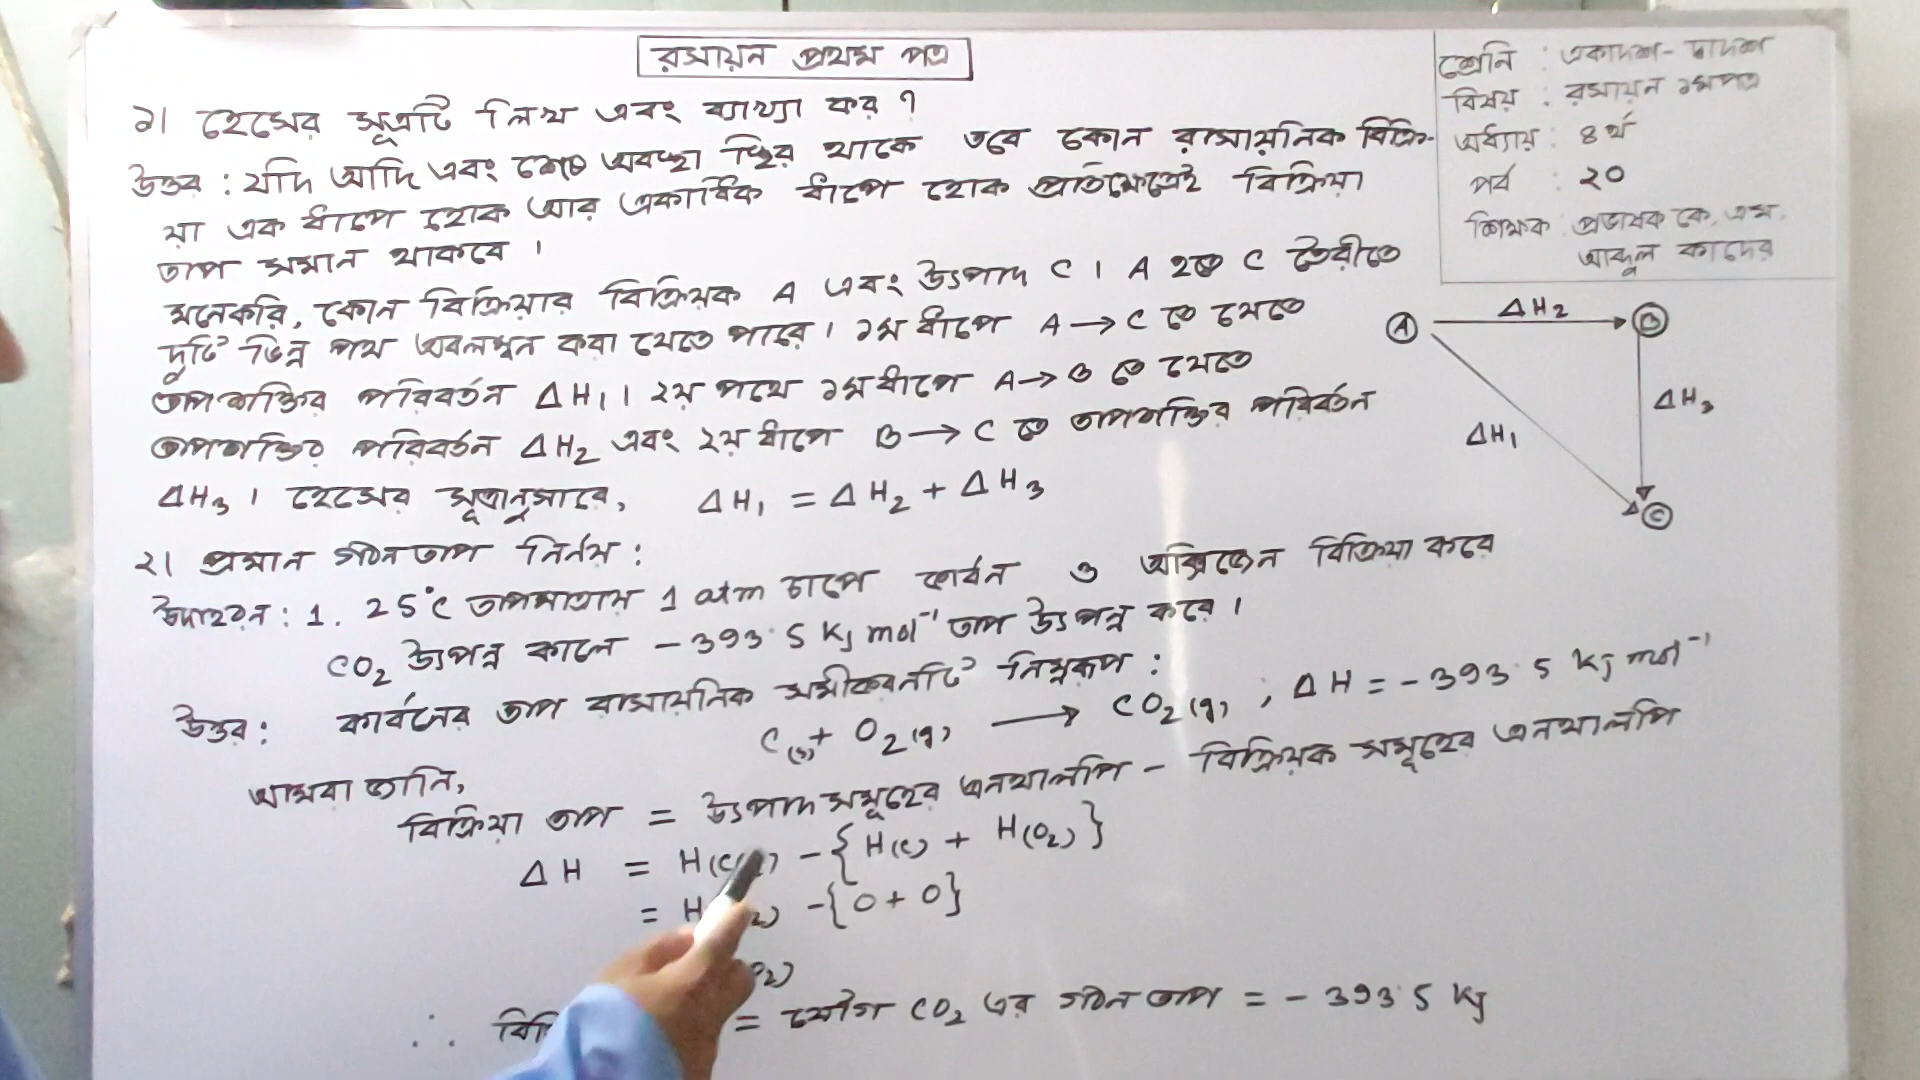 রসায়ন প্রথম পত্র
শ্রেনি : একাদশ - দ্বাদশ
বিষয় : রসায়ন ১মপত্র
অধ্যায় : ৪র্থ
পর্ব : ২০
শিক্ষক : প্রভাষক কে. এম.
আব্দুল কাদের
১। হেসের সূত্রটি লিখ এবং ব্যাখ্যা কর ?
উত্তর : যদি আদি এবং শেষ অবস্থা স্থির থাকে তবে কোন রাসায়নিক বিক্রি-
য়া এক ধাপে হোক আর একাধিক ধাপে হোক প্রতিক্ষেত্রেই বিক্রিয়া
তাপ সমান থাকবে ।
মনেকরি, কোন বিক্রিয়ার বিক্রিয়ক A এবং উৎপাদ C । A হতে C তৈরীতে
দুটি ভিন্ন পথ অবলম্বন করা যেতে পারে । ১ম ধাপে A → C তে যেতে
তাপশক্তির পরিবর্তন ΔH₁ । ২য় পথে ১ম ধাপে A → B তে যেতে
তাপশক্তির পরিবর্তন ΔH₂ এবং ২য় ধাপে B → C তে তাপশক্তির পরিবর্তন
ΔH₃ । হেসের সূত্রানুসারে, ΔH₁ = ΔH₂ + ΔH₃
A ΔH₂ B
ΔH₁ ΔH₃
C
২। প্রমান গঠনতাপ নির্নয় :
উদাহরন : 1. 25°C তাপমাত্রায় 1 atm চাপে কার্বন ও অক্সিজেন বিক্রিয়া করে
CO₂ উৎপন্ন কালে - 393.5 kJ mol⁻¹ তাপ উৎপন্ন করে ।
উত্তর : কার্বনের তাপ রাসায়নিক সমীকরনটি নিম্নরূপ :
C(s) + O₂(g) ⟶ CO₂(g) , ΔH = - 393.5 kJ mol⁻¹
আমরা জানি,
বিক্রিয়া তাপ = উৎপাদ সমূহের এনথালপি - বিক্রিয়ক সমূহের এনথালপি
ΔH = H(C - {H(C) + H(O₂)}
= H ₂) - {0 + 0}
O₂)
∴ = যৌগ CO₂ এর গঠন তাপ = - 393.5 kJ